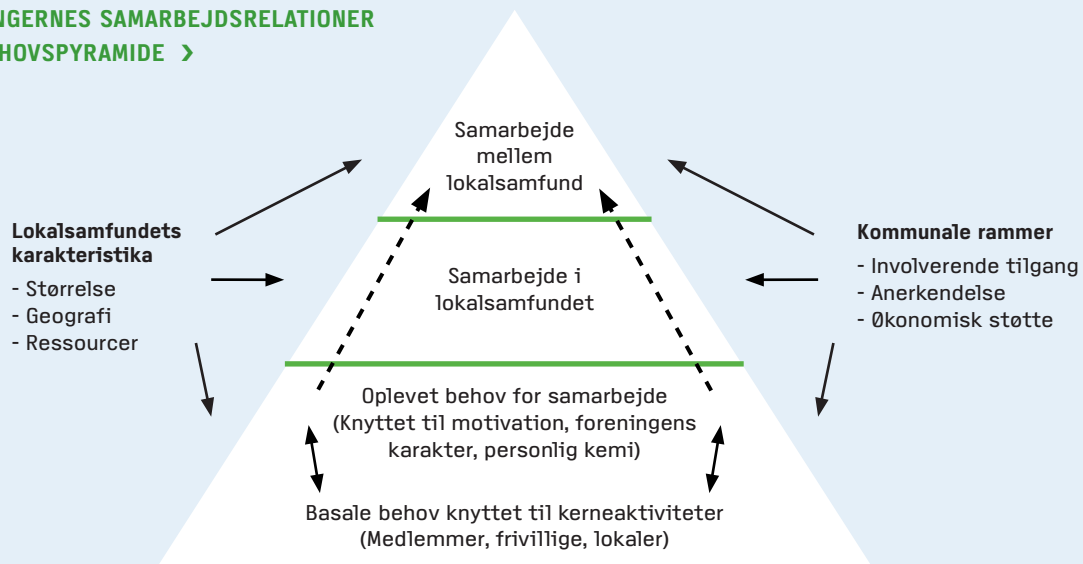 NGERNES SAMARBEJDSRELATIONER
HOVSPYRAMIDE >
Samarbejde
mellem
lokalsamfund
Lokalsamfundets
karakteristika
- Størrelse
- Geografi
- Ressourcer
Samarbejde i
lokalsamfundet
Kommunale rammer
- Involverende tilgang
- Anerkendelse
- Økonomisk støtte
Oplevet behov for samarbejde
(Knyttet til motivation, foreningens
karakter, personlig kemi)
Basale behov knyttet til kerneaktiviteter
(Medlemmer, frivillige, lokaler)